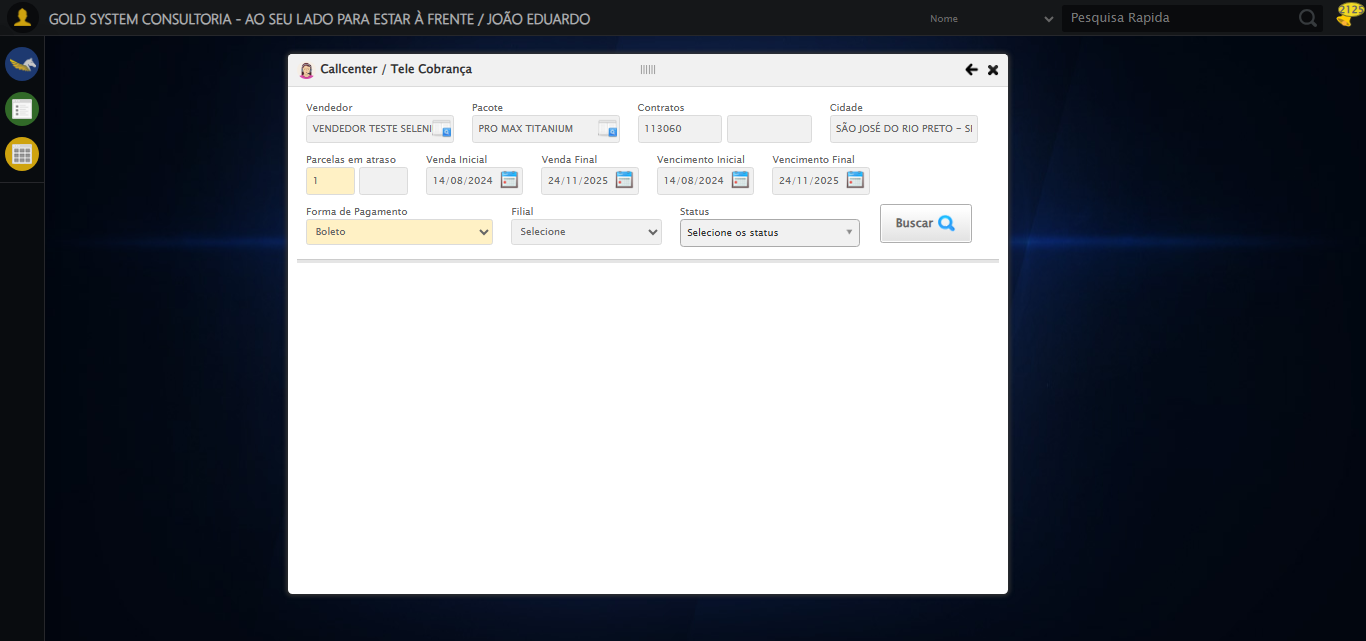 GOLD SYSTEM CONSULTORIA - AO SEU LADO PARA ESTAR À FRENTE / JOÃO EDUARDO
Nome
Pesquisa Rapida
2125
Callcenter / Tele Cobrança
Vendedor Pacote Contratos Cidade
VENDEDOR TESTE SELENI PRO MAX TITANIUM 113060 SÃO JOSÉ DO RIO PRETO - SI
Parcelas em atraso Venda Inicial Venda Final Vencimento Inicial Vencimento Final
1 14/08/2024 24/11/2025 14/08/2024 24/11/2025
Forma de Pagamento Filial Status
Boleto Selecione Selecione os status Buscar